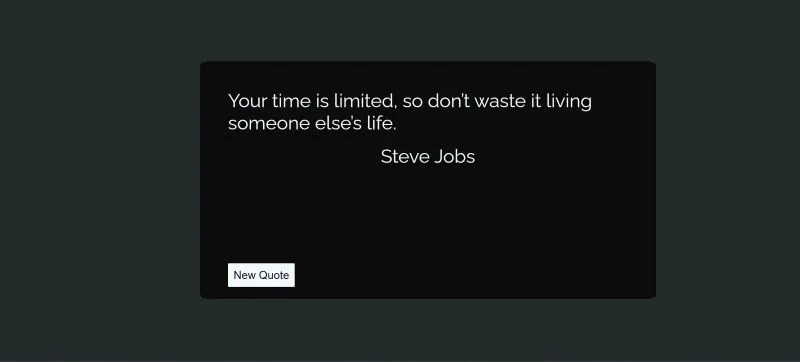 Your time is limited, so don’t waste it living
someone else’s life.
Steve Jobs
New Quote